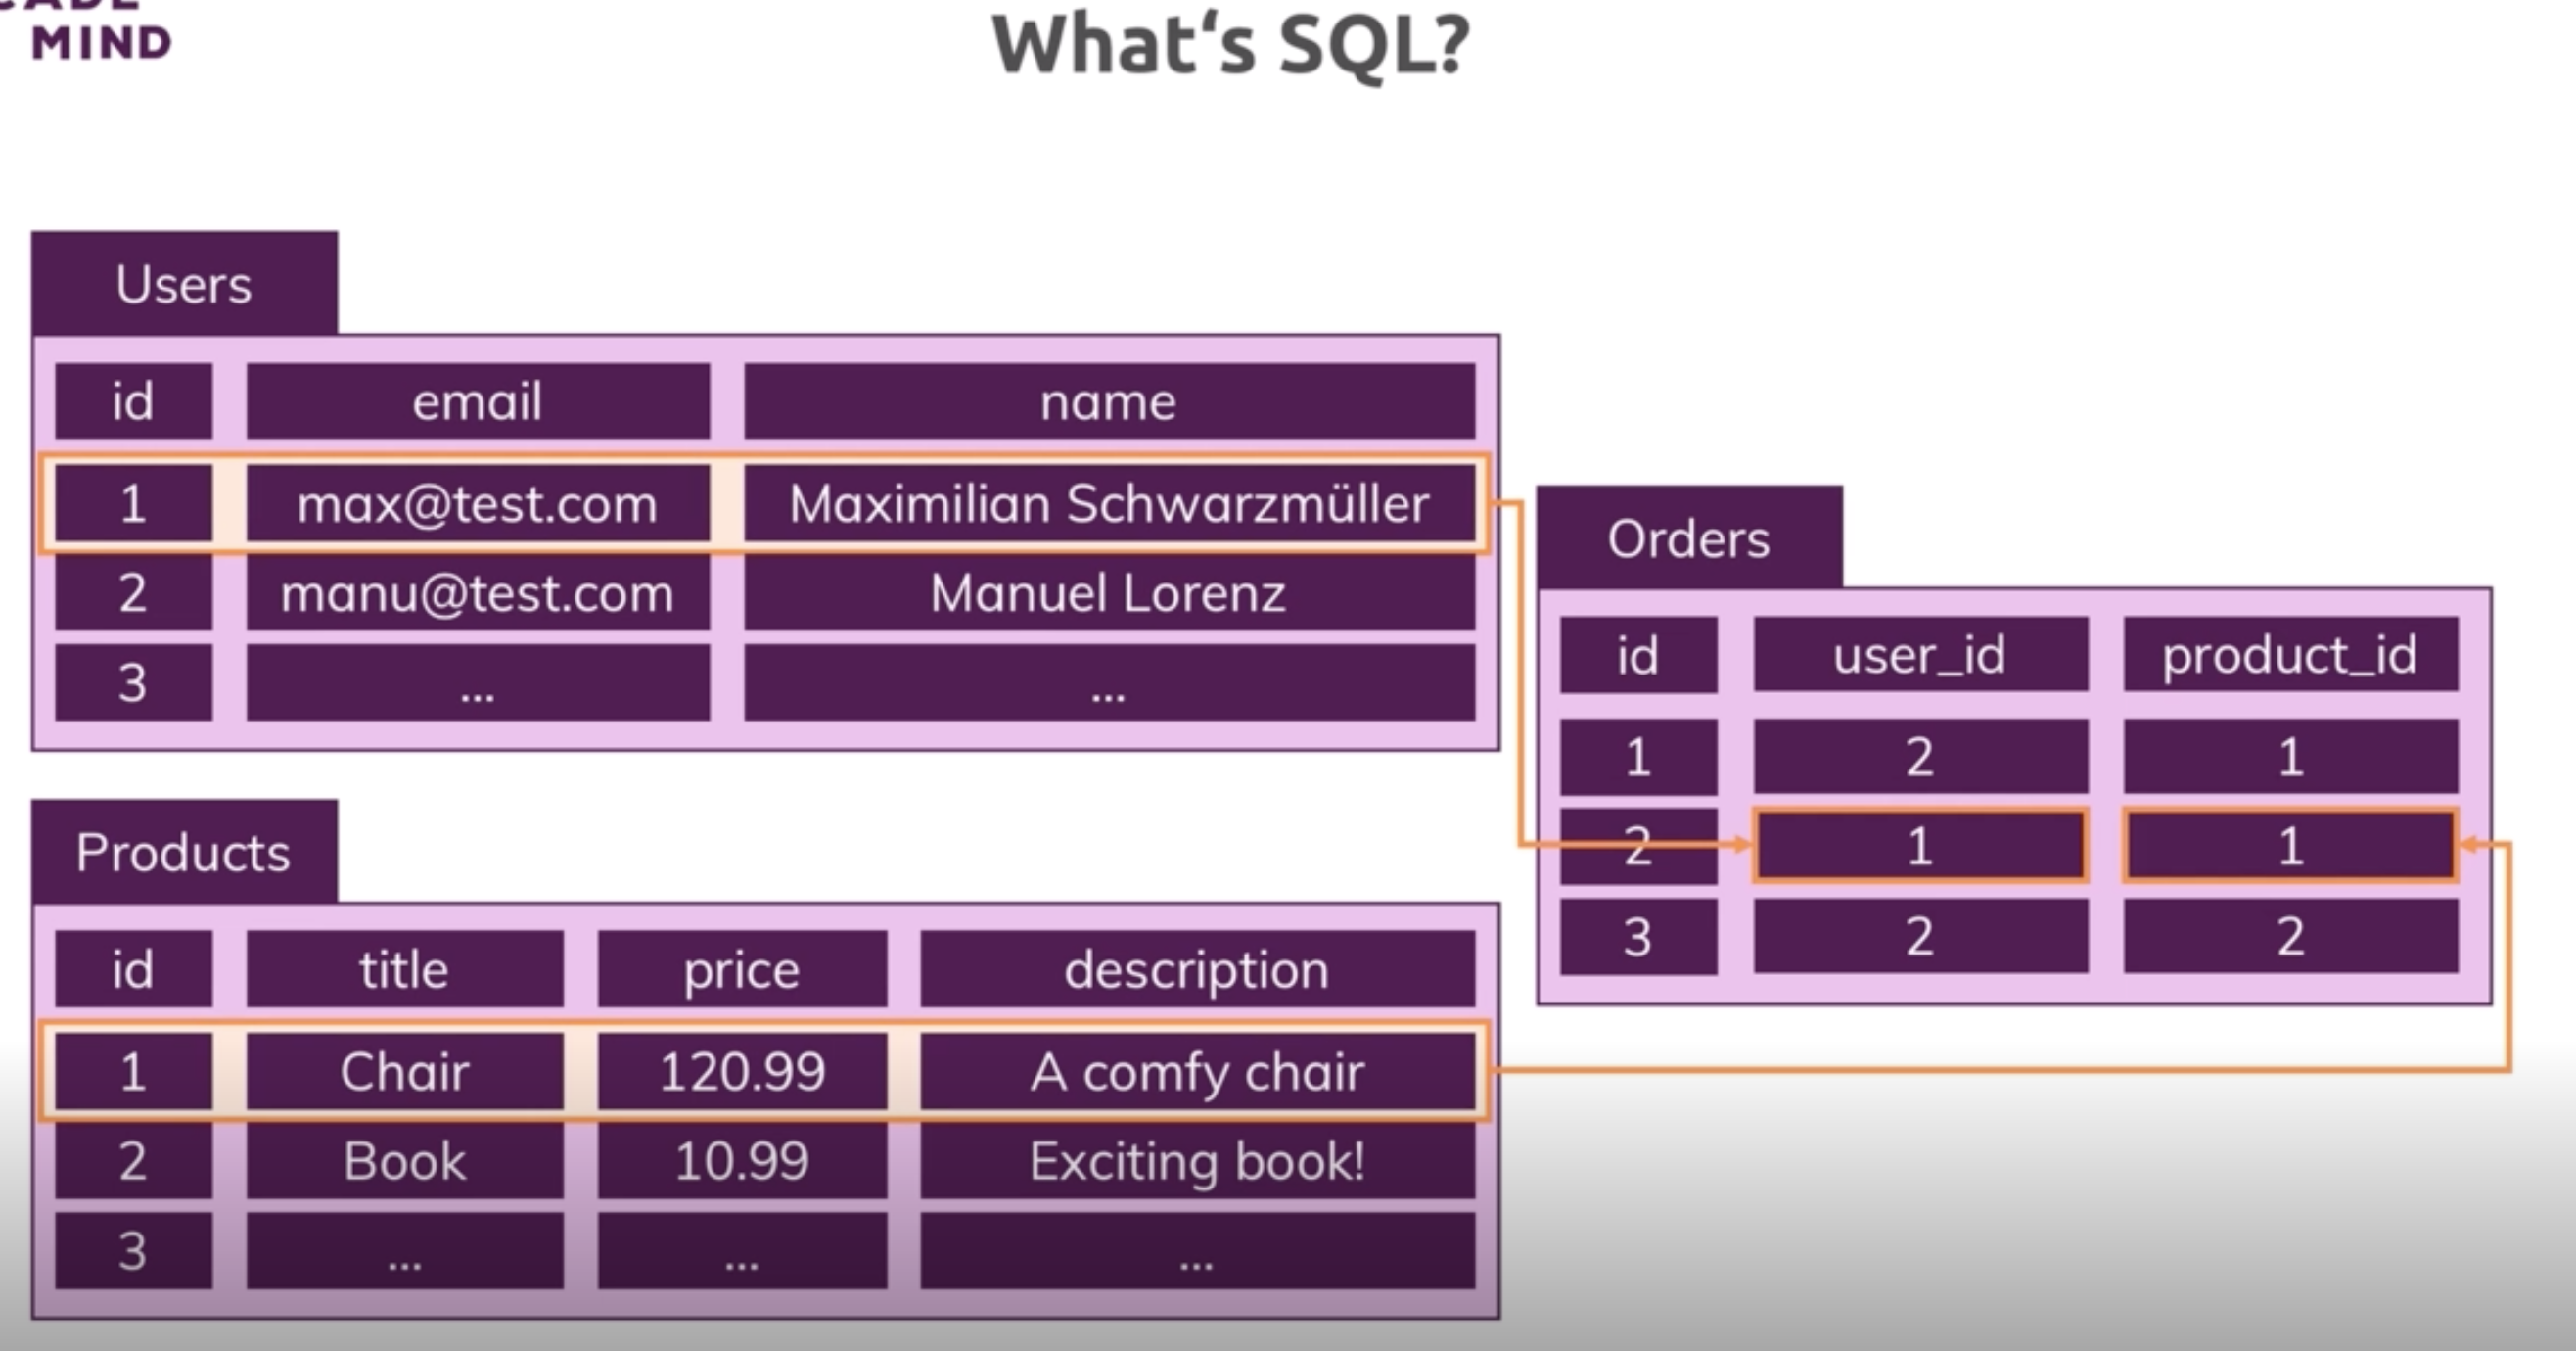 MIND
What‘s SQL?
Users
id email name
1 max@test.com Maximilian Schwarzmüller
2 manu@test.com Manuel Lorenz
3 ... ...
Orders
id user_id product_id
1 2 1
2 1 1
3 2 2
Products
id title price description
1 Chair 120.99 A comfy chair
2 Book 10.99 Exciting book!
3 ... ... ...